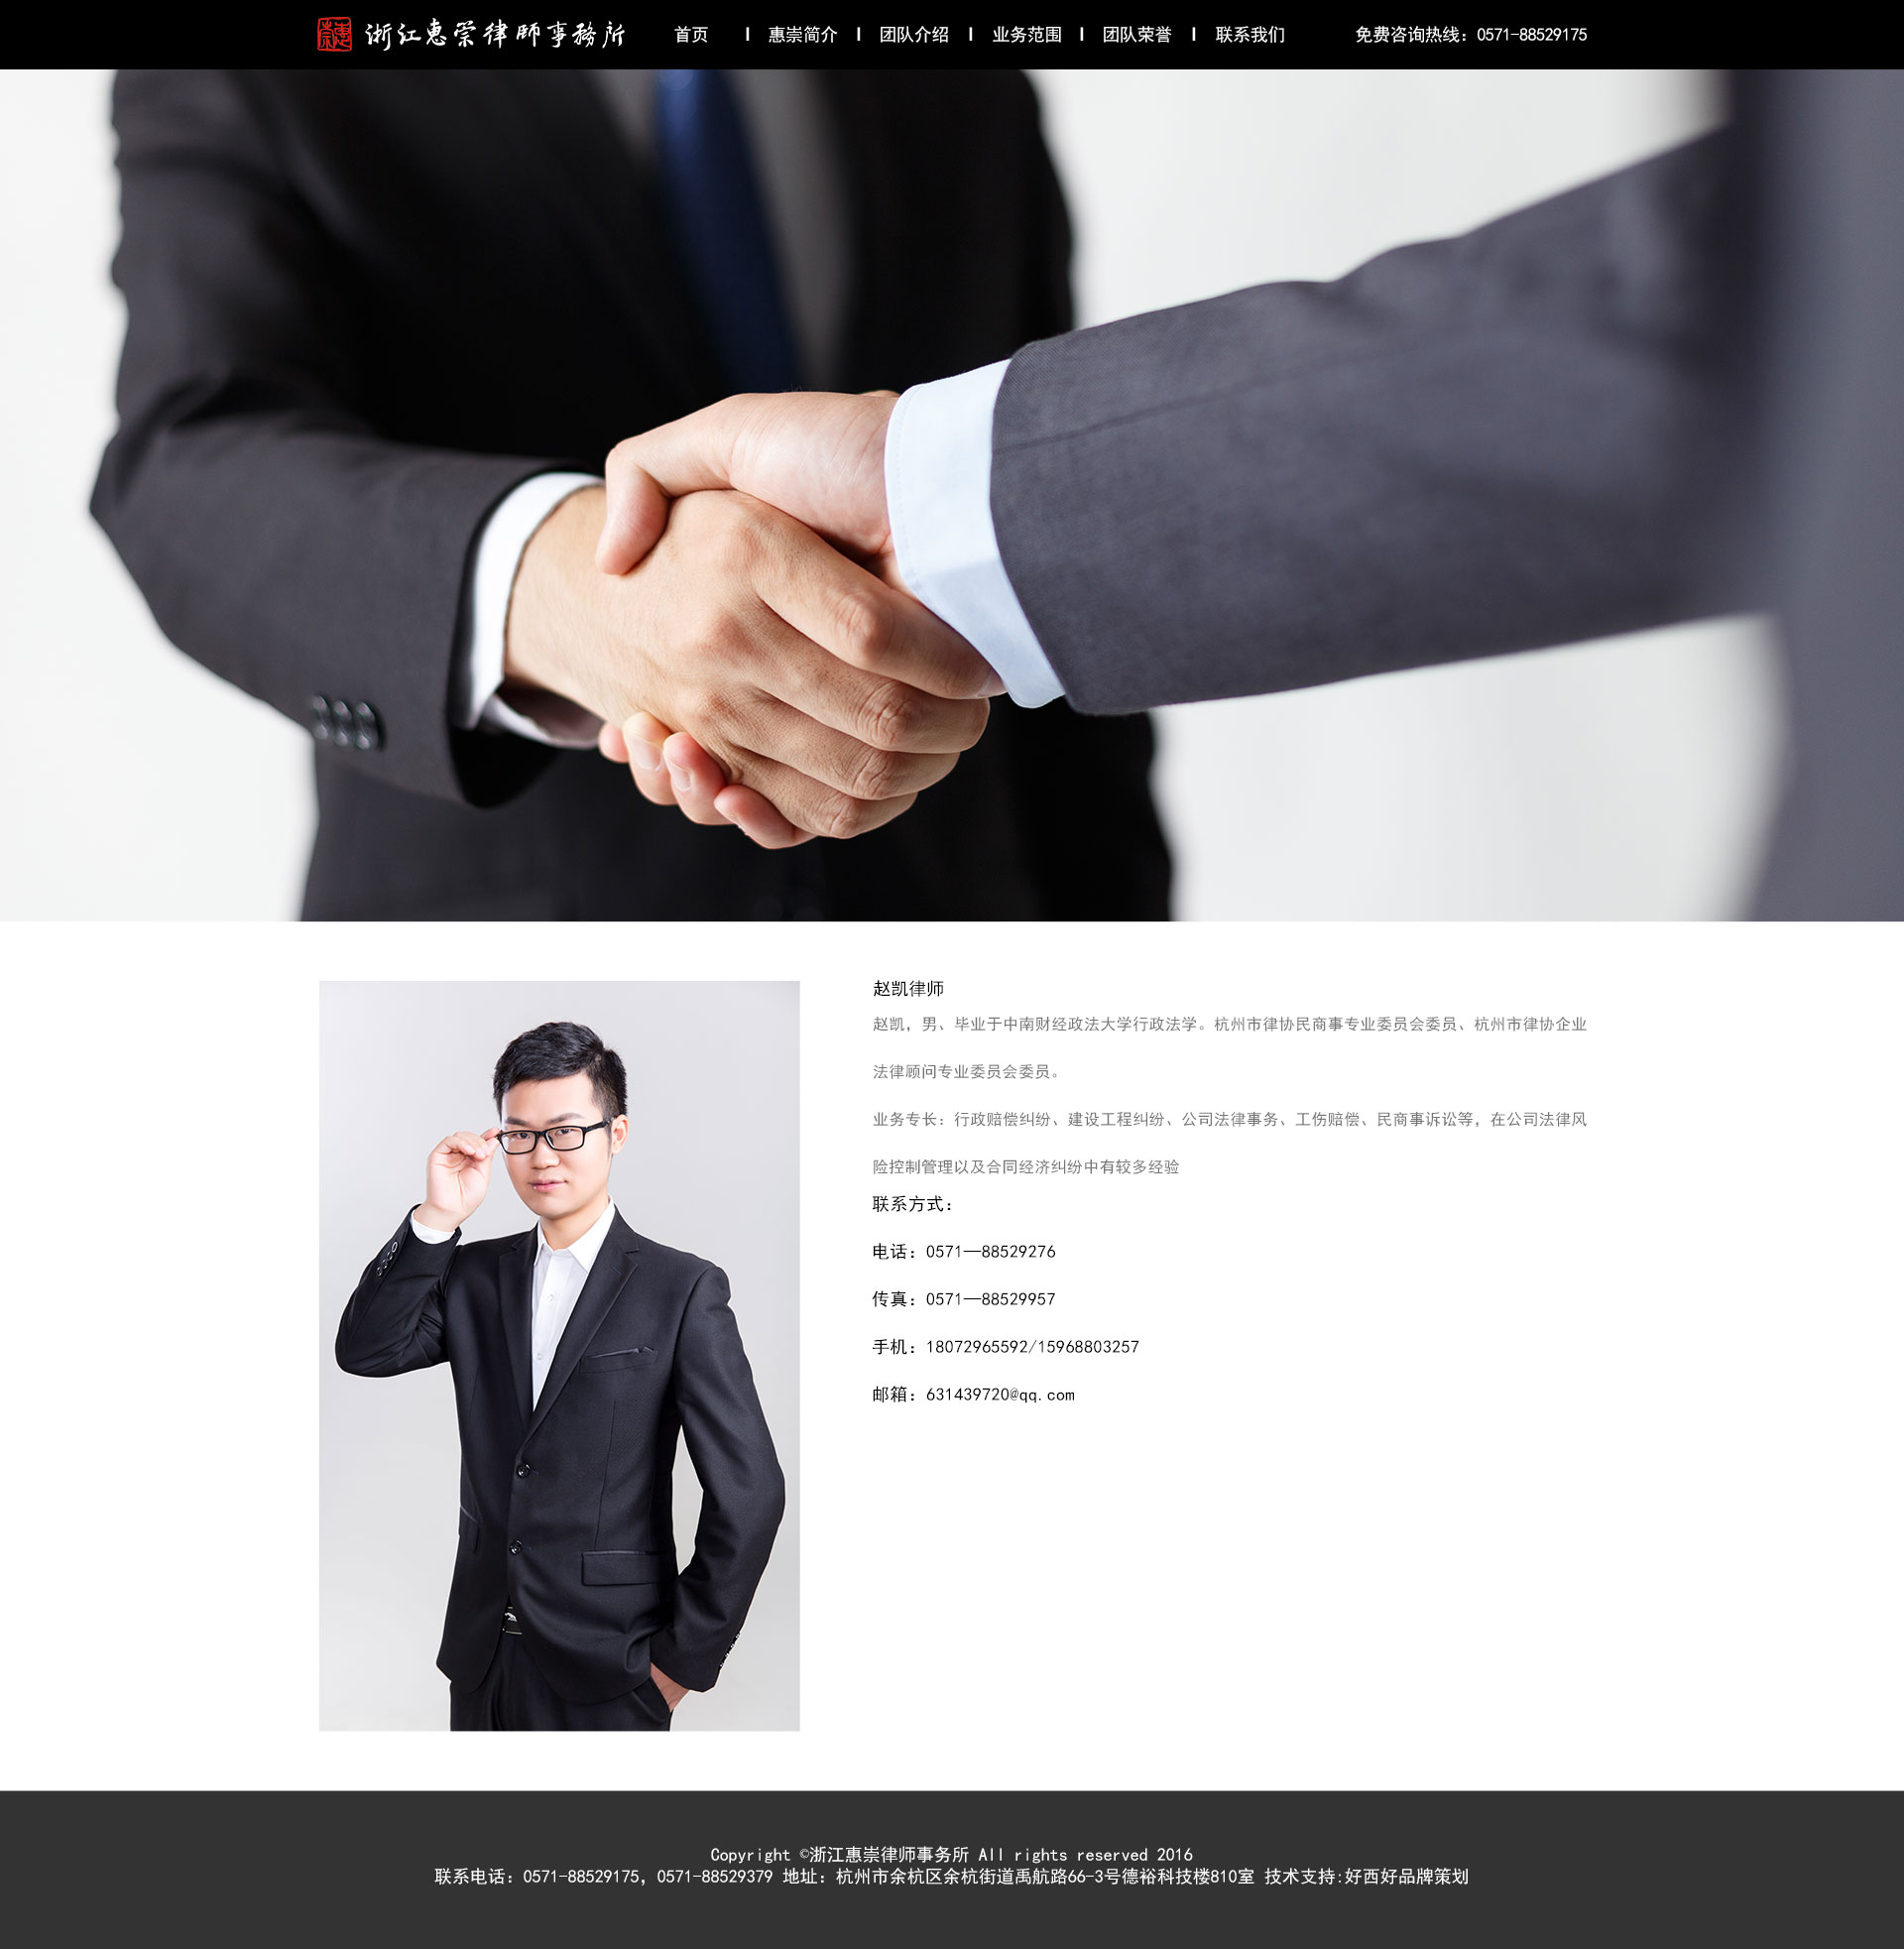 惠崇
浙江惠崇律師事務所
首页 惠崇简介 团队介绍 业务范围 团队荣誉 联系我们 免费咨询热线：0571-88529175
赵凯律师
赵凯，男、毕业于中南财经政法大学行政法学。杭州市律协民商事专业委员会委员、杭州市律协企业
法律顾问专业委员会委员。
业务专长：行政赔偿纠纷、建设工程纠纷、公司法律事务、工伤赔偿、民商事诉讼等，在公司法律风
险控制管理以及合同经济纠纷中有较多经验
联系方式：
电话：0571—88529276
传真：0571—88529957
手机：18072965592/15968803257
邮箱：631439720@qq.com
Copyright ©浙江惠崇律师事务所 All rights reserved 2016
联系电话：0571-88529175，0571-88529379 地址：杭州市余杭区余杭街道禹航路66-3号德裕科技楼810室 技术支持:好西好品牌策划